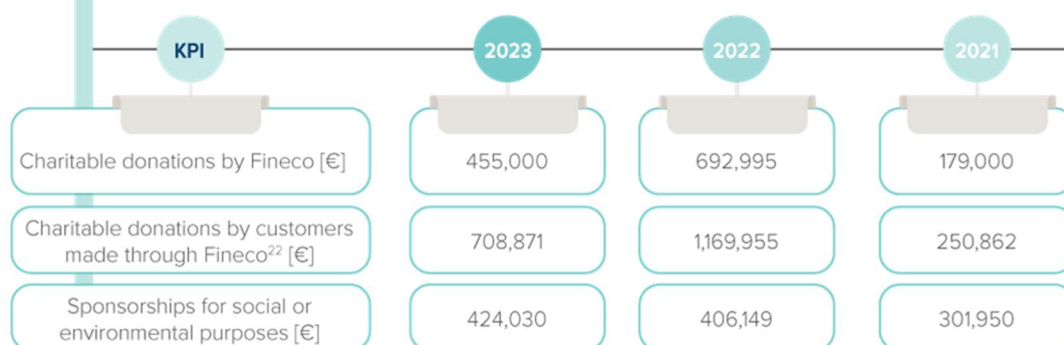 KPI 2023 2022 2021
Charitable donations by Fineco [€] 455,000 692,995 179,000
Charitable donations by customers
made through Fineco²² [€] 708,871 1,169,955 250,862
Sponsorships for social or
environmental purposes [€] 424,030 406,149 301,950